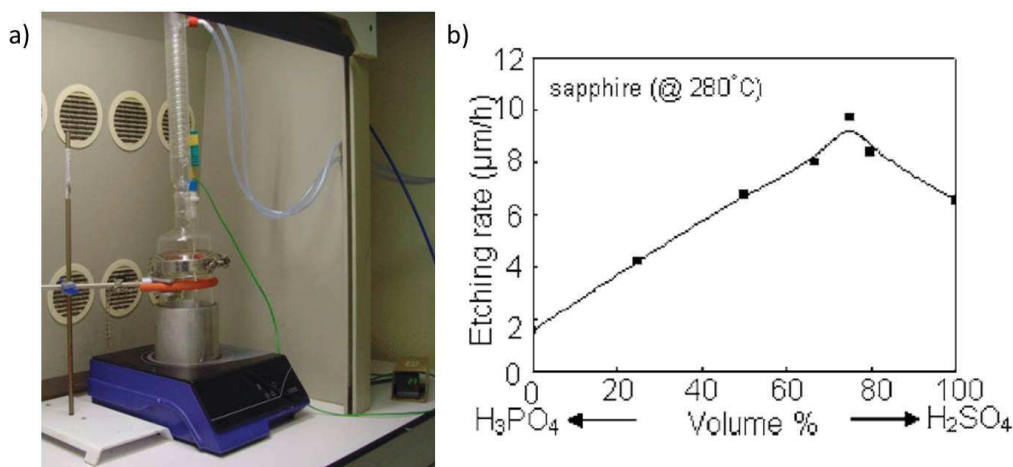 a)
b)
12
sapphire (@ 280°C)
10
8
6
4
2
0
Etching rate (µm/h)
0 20 40 60 80 100
H₃PO₄ ← Volume % → H₂SO₄